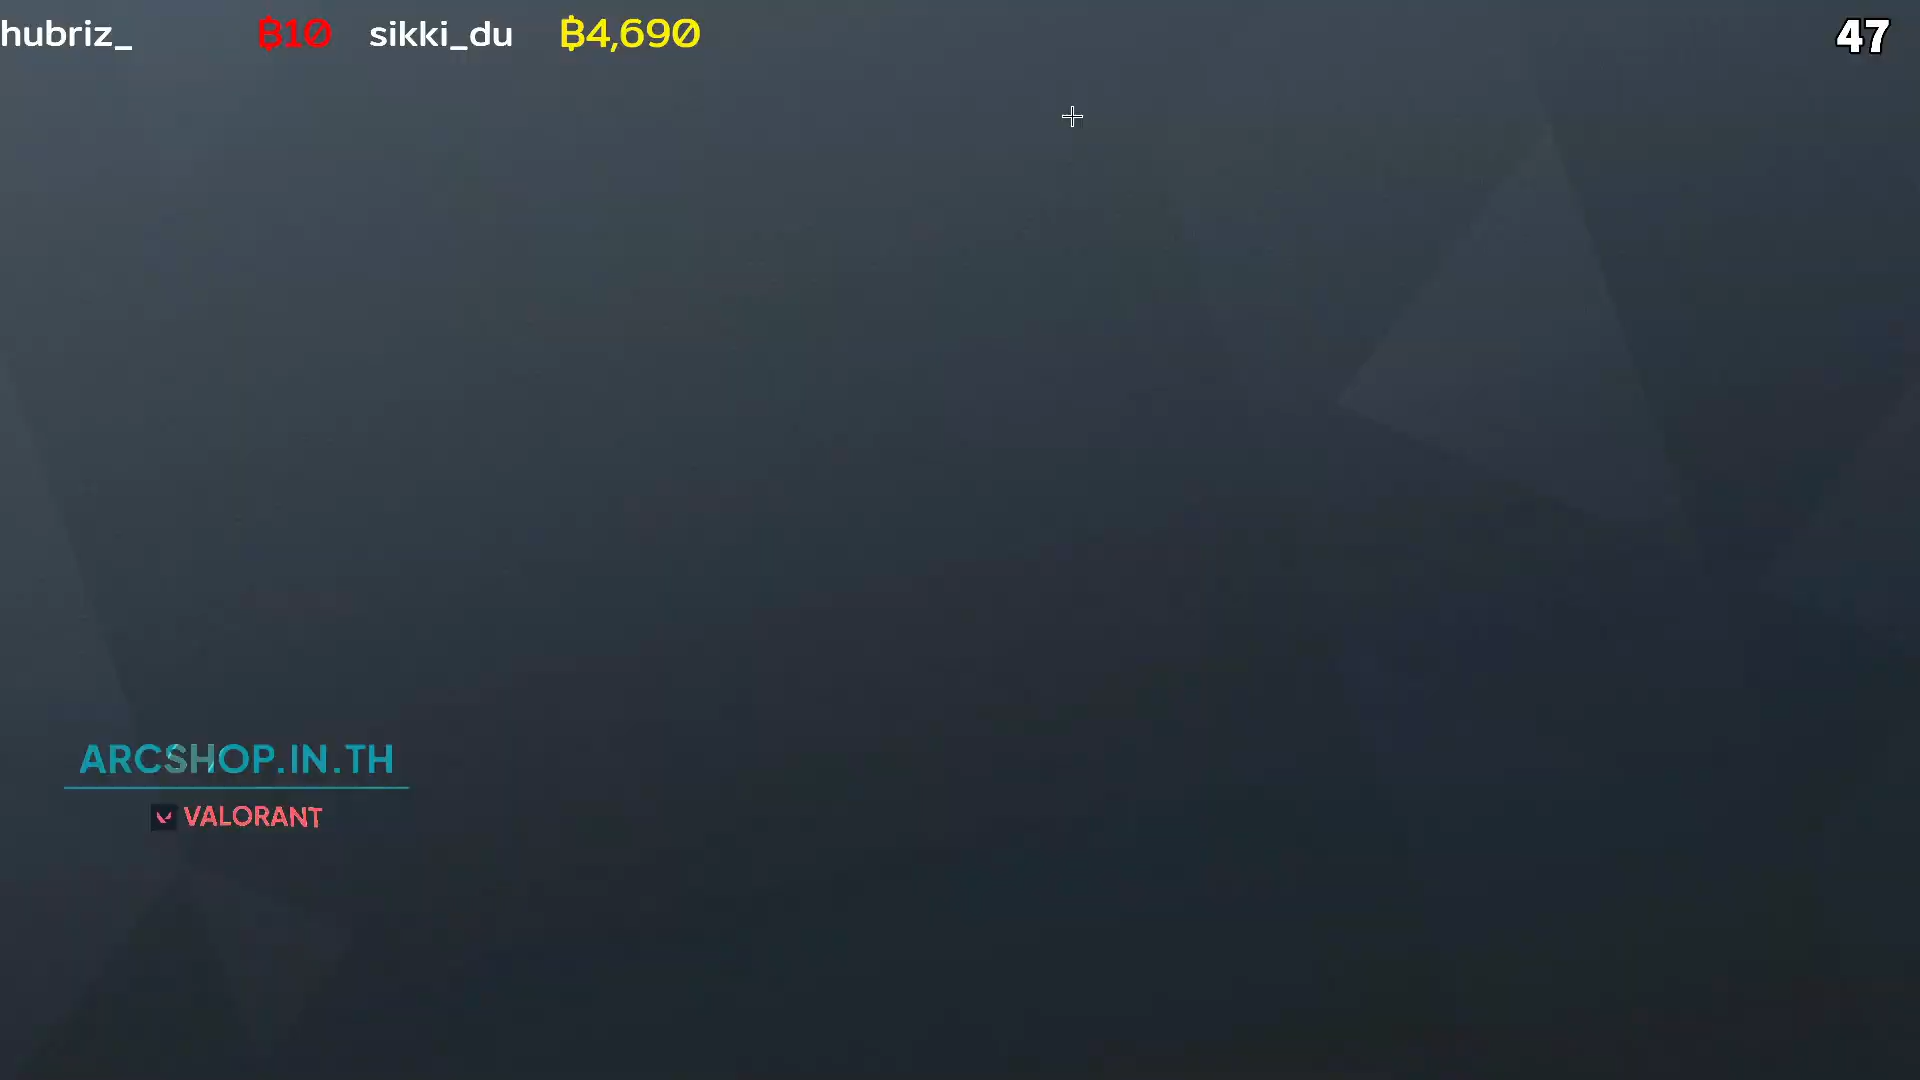 hubriz_ ฿10 sikki_du ฿4,690
47
ARCSHOP.IN.TH
VALORANT